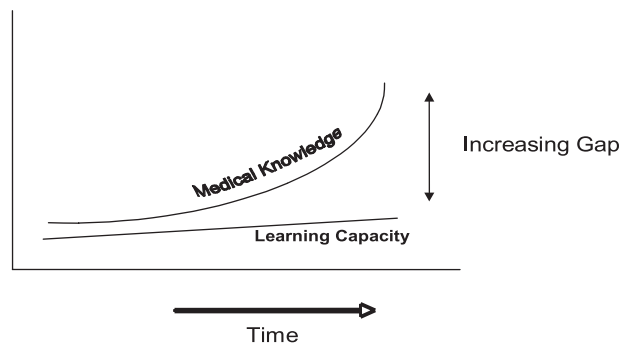 Medical Knowledge
Increasing Gap
Learning Capacity
Time